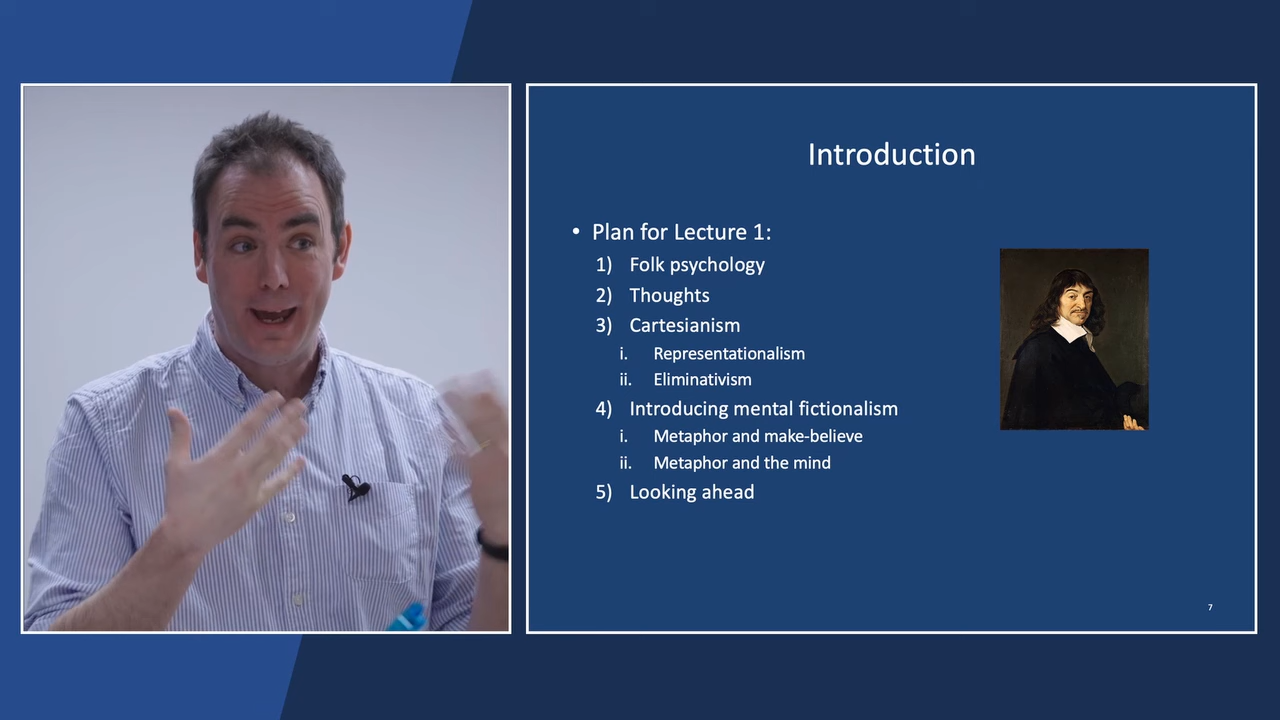 Introduction
• Plan for Lecture 1:
1) Folk psychology
2) Thoughts
3) Cartesianism
i. Representationalism
ii. Eliminativism
4) Introducing mental fictionalism
i. Metaphor and make-believe
ii. Metaphor and the mind
5) Looking ahead
7